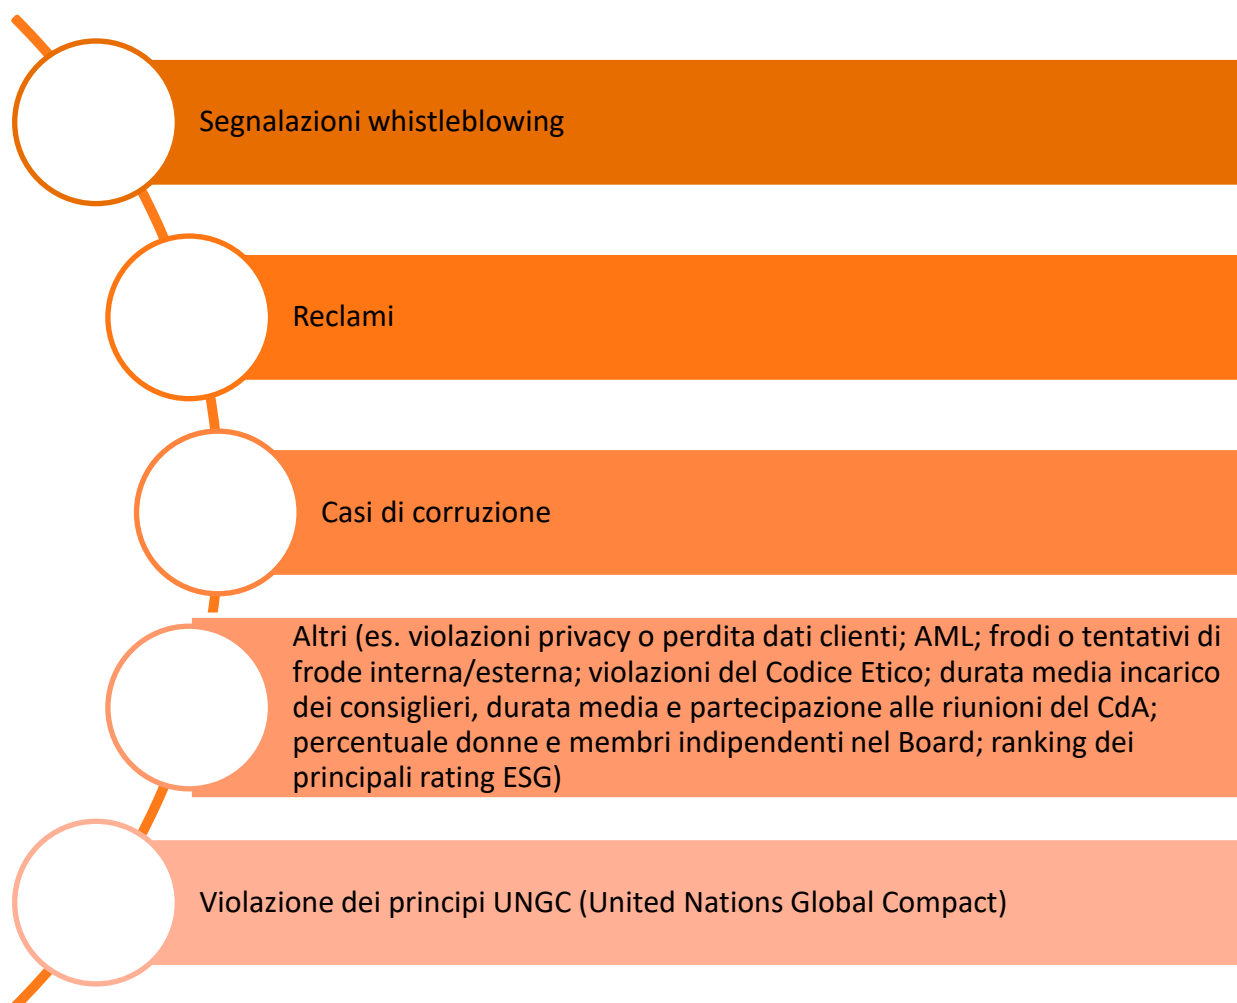 Segnalazioni whistleblowing
Reclami
Casi di corruzione
Altri (es. violazioni privacy o perdita dati clienti; AML; frodi o tentativi di
frode interna/esterna; violazioni del Codice Etico; durata media incarico
dei consiglieri, durata media e partecipazione alle riunioni del CdA;
percentuale donne e membri indipendenti nel Board; ranking dei
principali rating ESG)
Violazione dei principi UNGC (United Nations Global Compact)